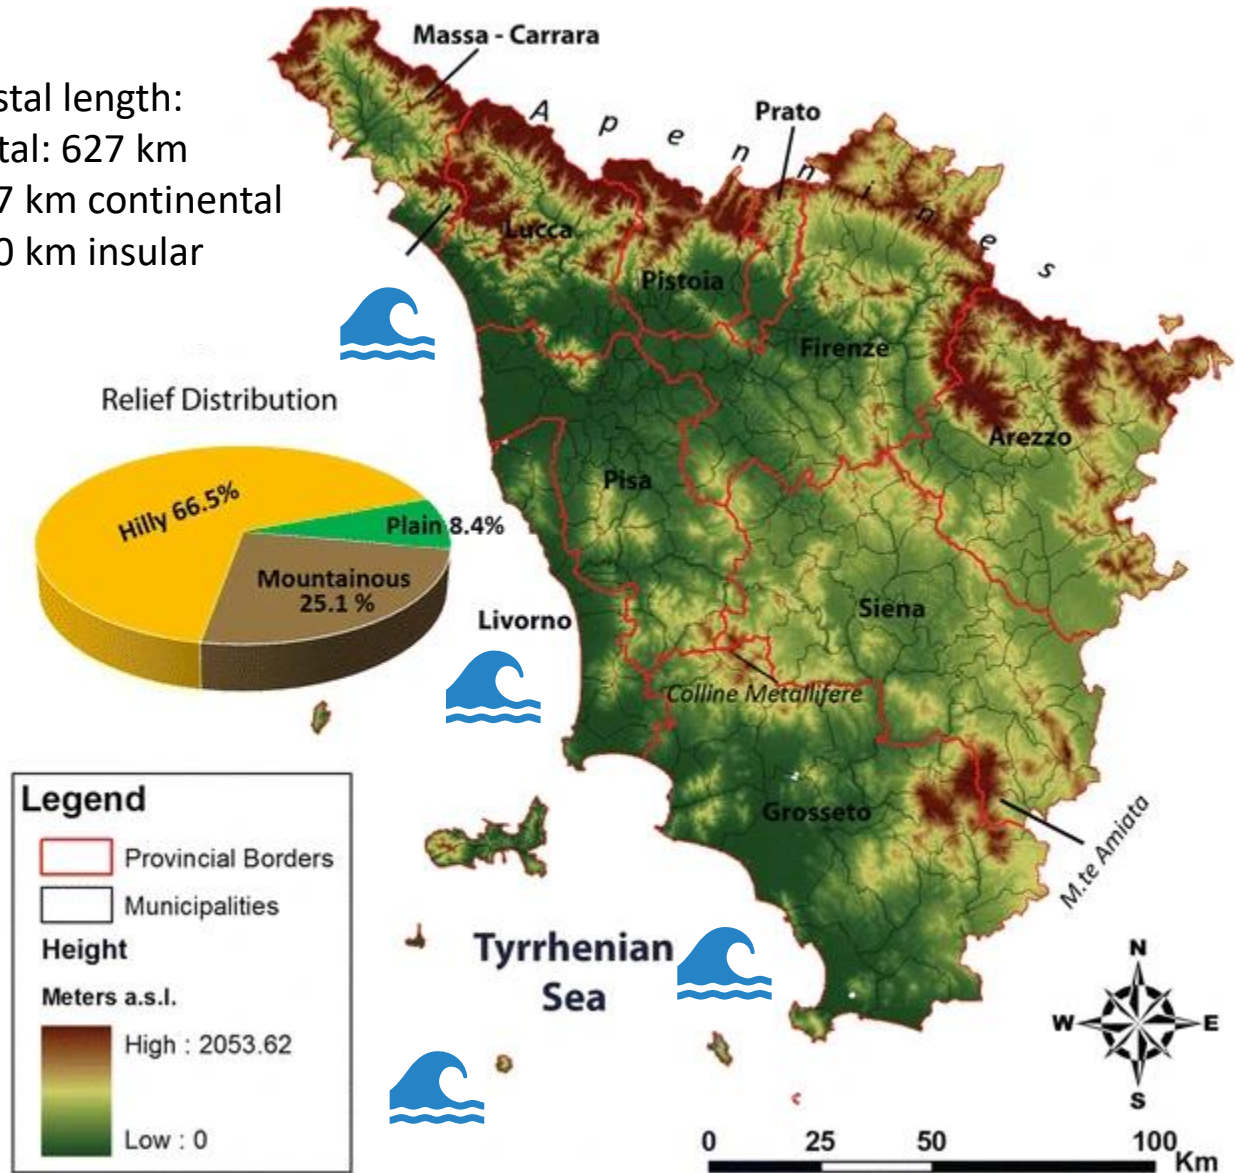 stal length:
tal: 627 km
7 km continental
0 km insular
Massa - Carrara
Apennines
Prato
Lucca
Pistoia
Firenze
Relief Distribution
Arezzo
Hilly 66.5%
Pisa
Plain 8.4%
Mountainous
25.1 %
Livorno
Siena
Colline Metallifere
Legend
Grosseto
M.te Amiata
Provincial Borders
Municipalities
Height
Tyrrhenian
Sea
Meters a.s.l.
High : 2053.62
Low : 0
N
W
E
S
0 25 50 100
Km